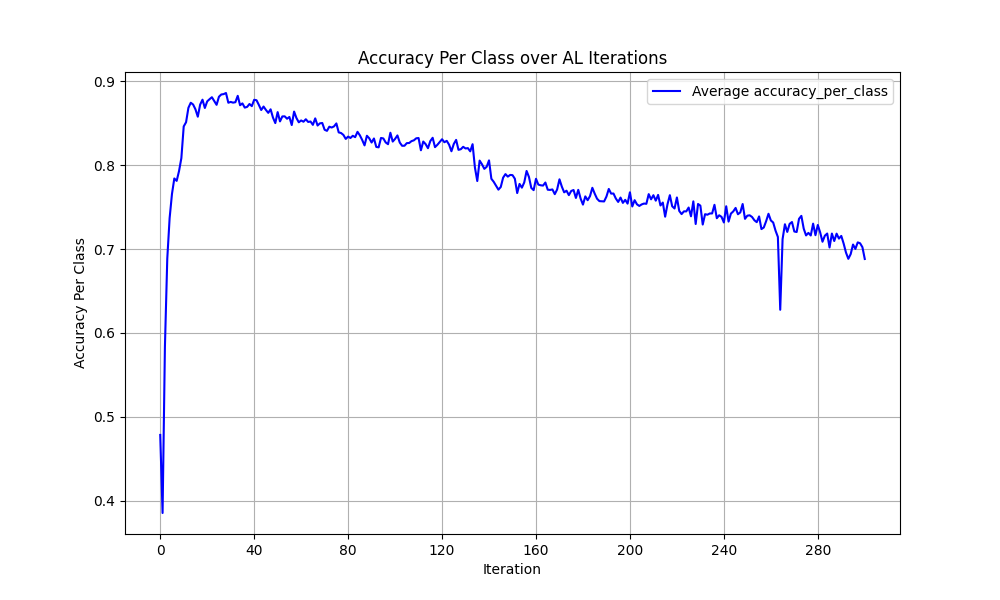 Accuracy Per Class over AL Iterations
Average accuracy_per_class
Accuracy Per Class
0.9
0.8
0.7
0.6
0.5
0.4
0 40 80 120 160 200 240 280
Iteration